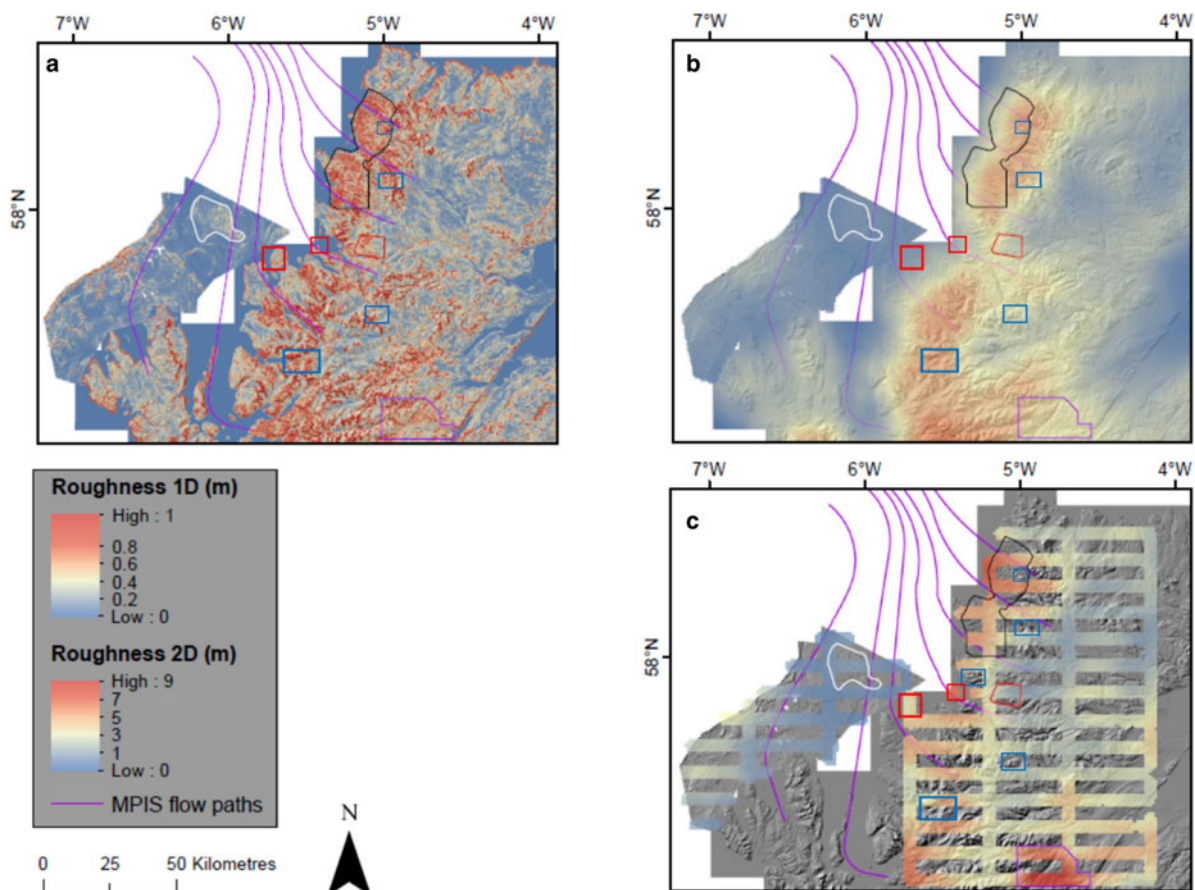 7°W 6°W 5°W 4°W
7°W 6°W 5°W 4°W
a
b
58°N
58°N
7°W 6°W 5°W 4°W
c
58°N
Roughness 1D (m)
High : 1
0.8
0.6
0.4
0.2
Low : 0
Roughness 2D (m)
High : 9
7
5
3
1
Low : 0
MPIS flow paths
N
0 25 50 Kilometres